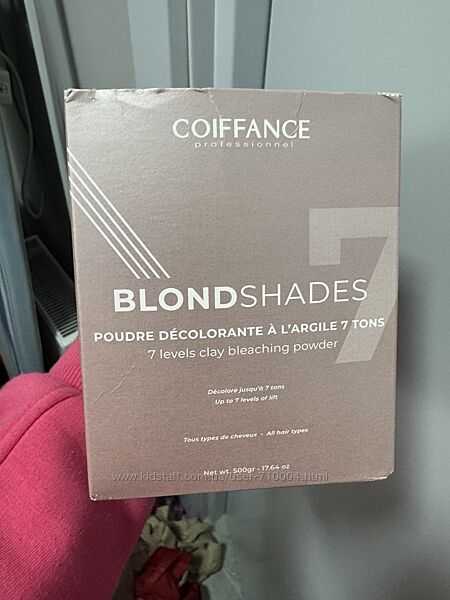 COIFFANCE
professionnel
7
BLONDSHADES
POUDRE DÉCOLORANTE À L'ARGILE 7 TONS
7 levels clay bleaching powder
Décolore jusqu'à 7 tons
Up to 7 levels of lift
Tous types de cheveux • All hair types
Net wt. 500gr • 17.64 oz
www.kidstaff.com.ua/user-710004.html